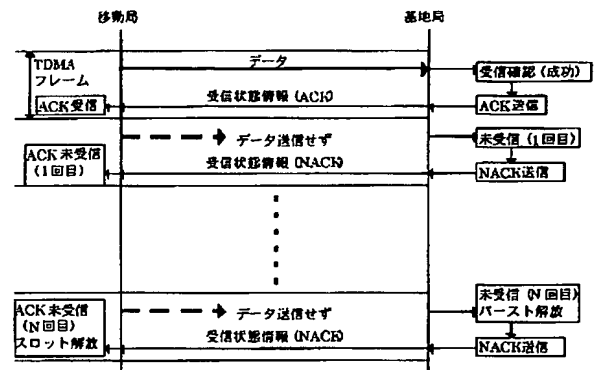 移動局
基地局
TDMA
フレーム
データ
受信確認(成功)
受信状態情報(ACK)
ACK受信
ACK送信
データ送信せず
未受信(1回目)
ACK未受信
(1回目)
受信状態情報(NACK)
NACK送信
データ送信せず
未受信(N回目)
バースト解放
ACK未受信
(N回目)
スロット解放
受信状態情報(NACK)
NACK送信